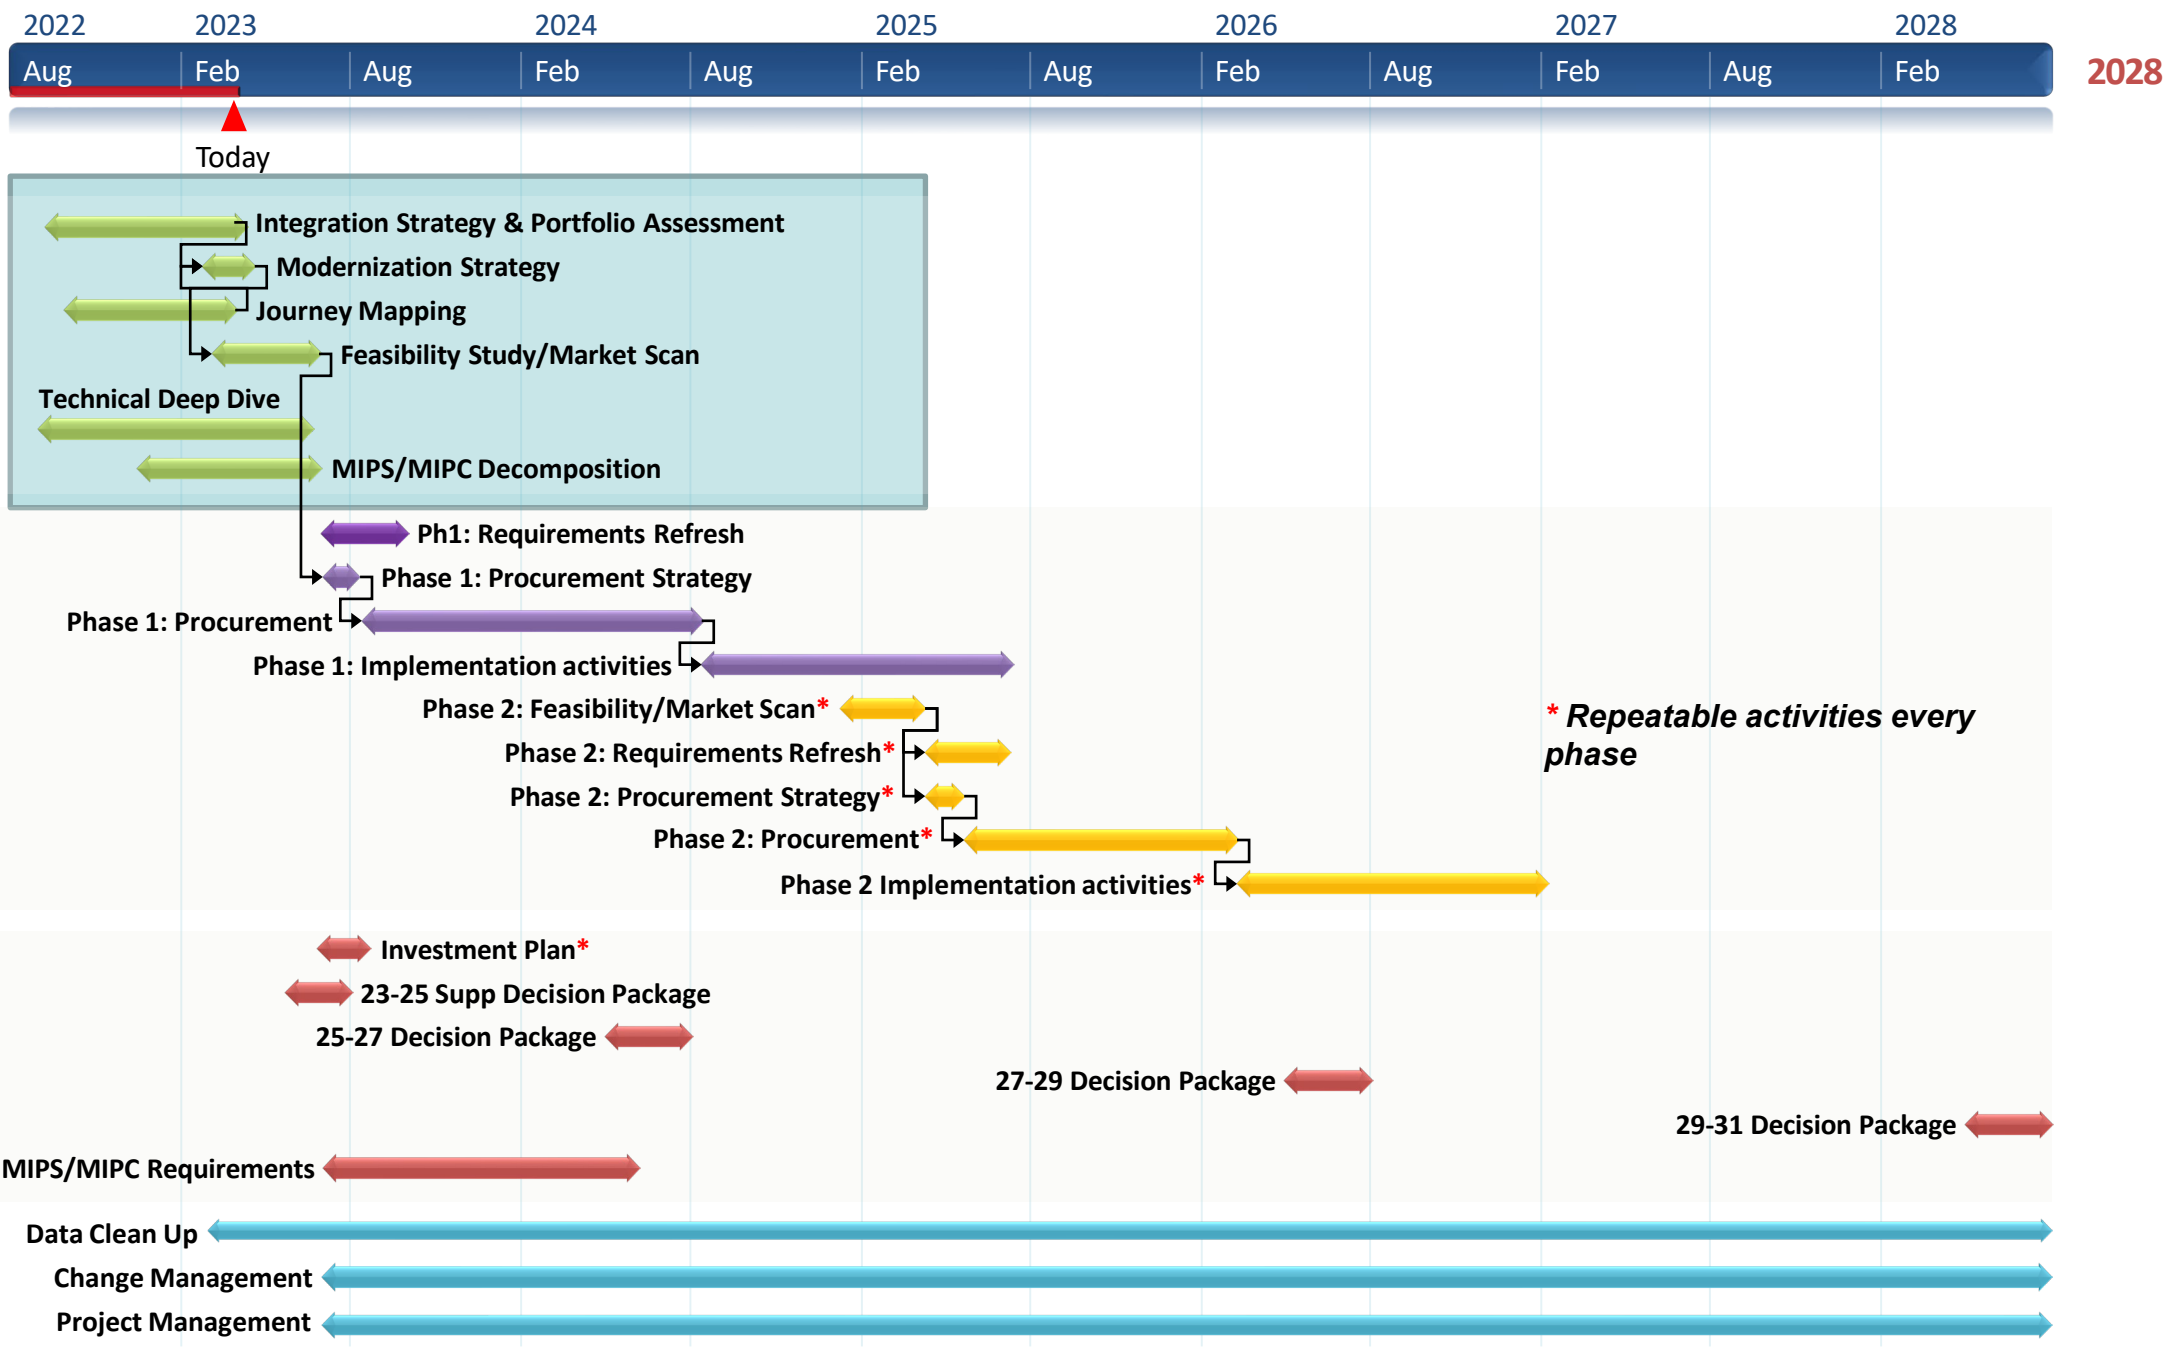 2022 2023 2024 2025 2026 2027 2028
Aug Feb Aug Feb Aug Feb Aug Feb Aug Feb Aug Feb 2028
Today
Integration Strategy & Portfolio Assessment
Modernization Strategy
Journey Mapping
Feasibility Study/Market Scan
Technical Deep Dive
MIPS/MIPC Decomposition
Ph1: Requirements Refresh
Phase 1: Procurement Strategy
Phase 1: Procurement
Phase 1: Implementation activities
Phase 2: Feasibility/Market Scan*
* Repeatable activities every
phase
Phase 2: Requirements Refresh*
Phase 2: Procurement Strategy*
Phase 2: Procurement*
Phase 2 Implementation activities*
Investment Plan*
23-25 Supp Decision Package
25-27 Decision Package
27-29 Decision Package
29-31 Decision Package
MIPS/MIPC Requirements
Data Clean Up
Change Management
Project Management